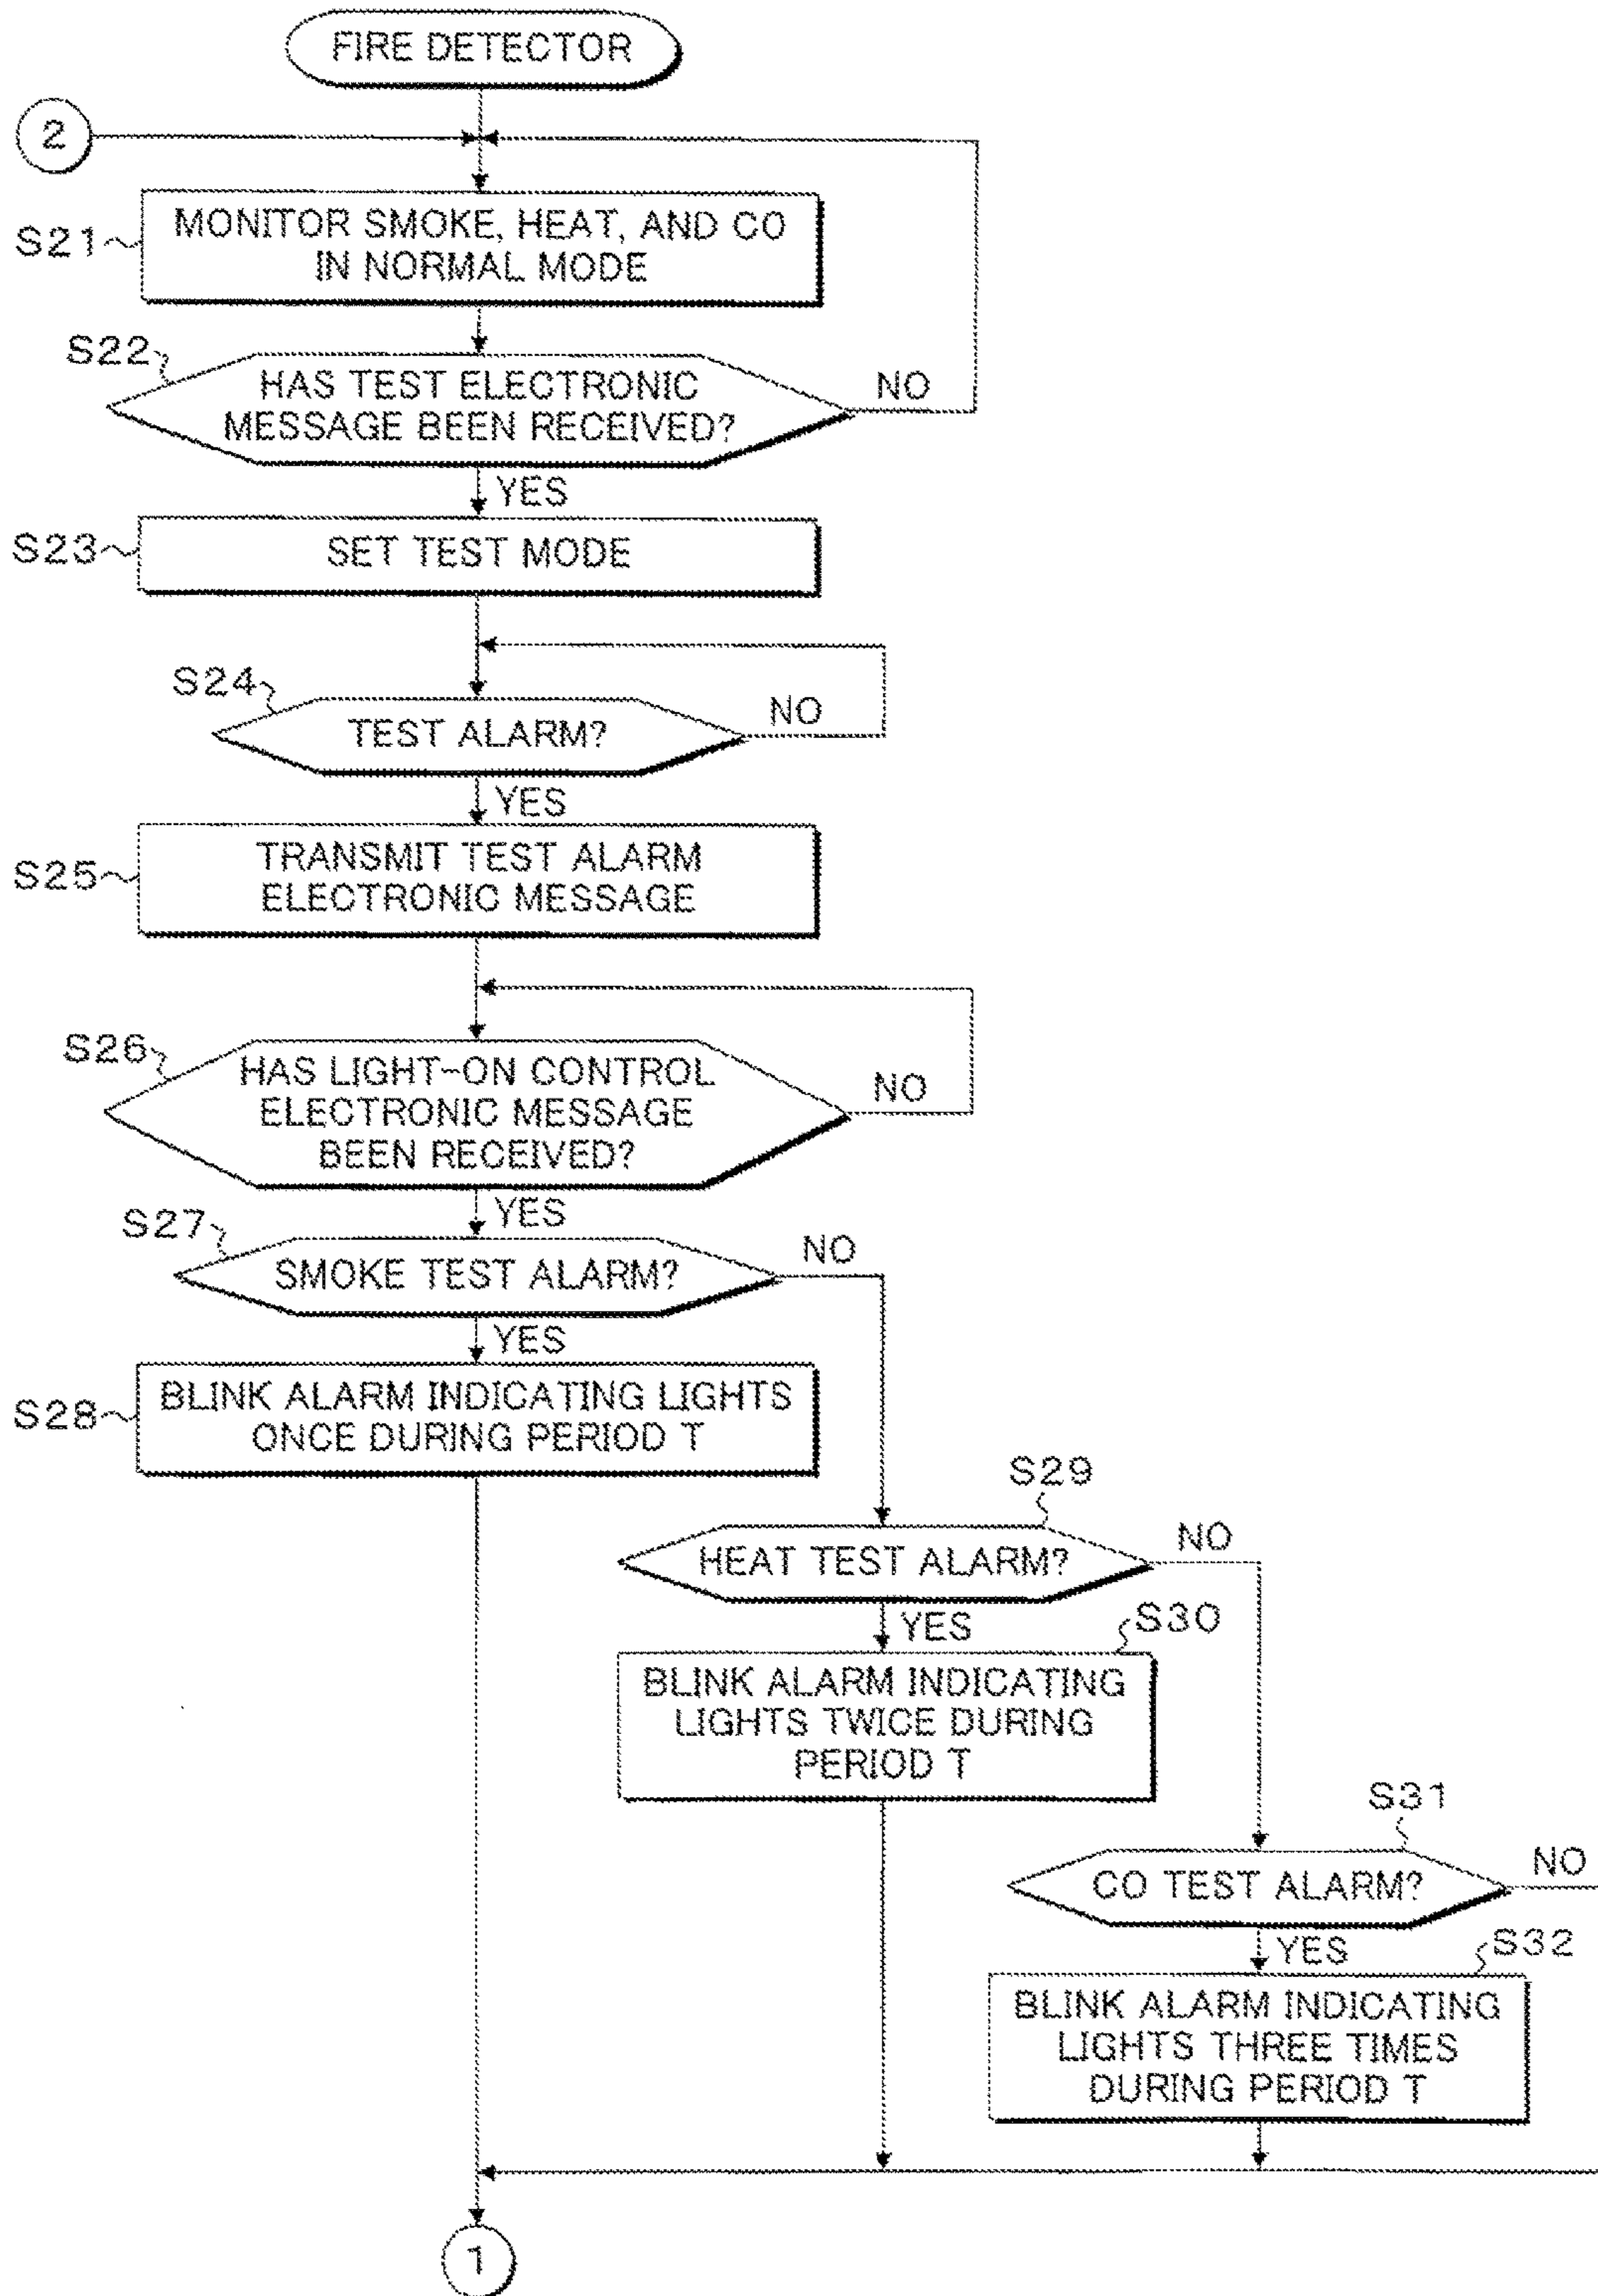 FIRE DETECTOR
2
S21
MONITOR SMOKE, HEAT, AND CO
IN NORMAL MODE
S22
HAS TEST ELECTRONIC
MESSAGE BEEN RECEIVED?
NO
YES
S23
SET TEST MODE
S24
TEST ALARM?
NO
YES
S25
TRANSMIT TEST ALARM
ELECTRONIC MESSAGE
S26
HAS LIGHT-ON CONTROL
ELECTRONIC MESSAGE
BEEN RECEIVED?
NO
YES
S27
SMOKE TEST ALARM?
NO
YES
S28
BLINK ALARM INDICATING LIGHTS
ONCE DURING PERIOD T
S29
HEAT TEST ALARM?
NO
YES
S30
BLINK ALARM INDICATING
LIGHTS TWICE DURING
PERIOD T
S31
CO TEST ALARM?
NO
YES
S32
BLINK ALARM INDICATING
LIGHTS THREE TIMES
DURING PERIOD T
1